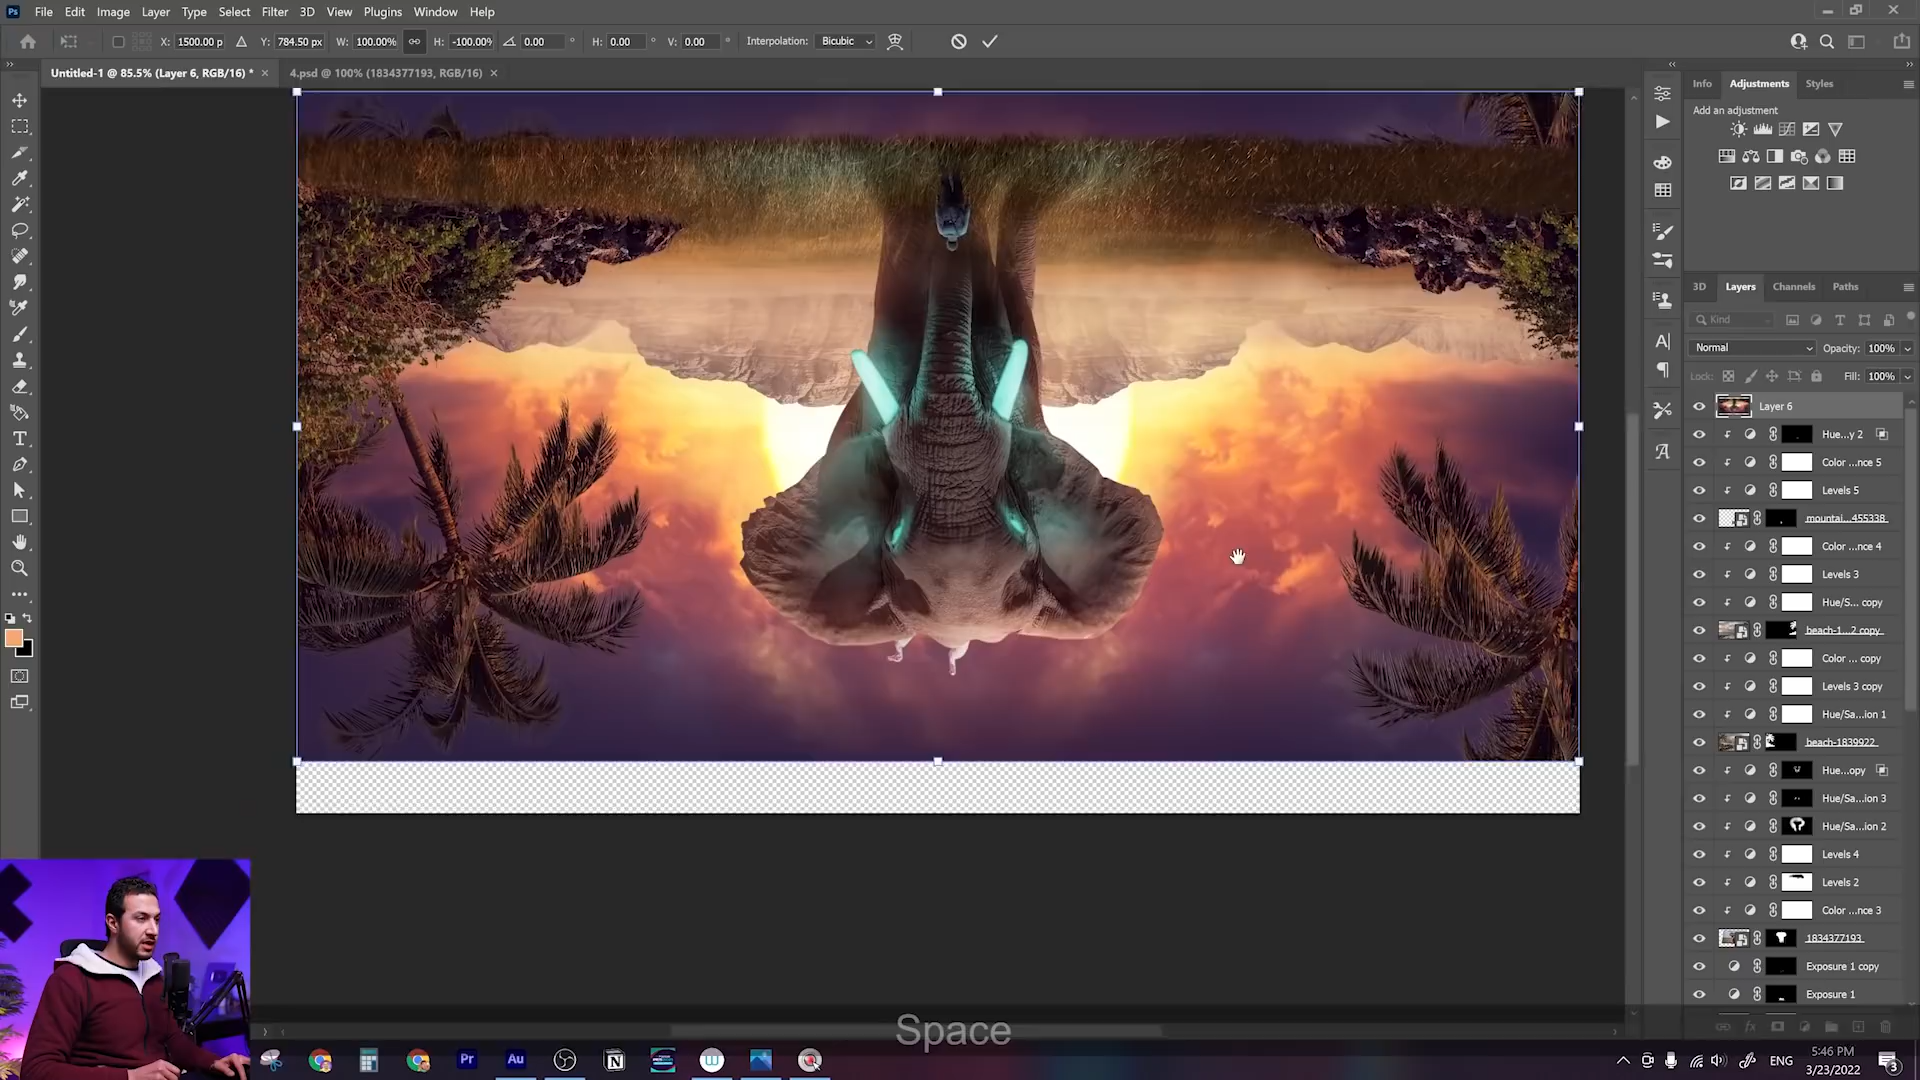 Ps File Edit Image Layer Type Select Filter 3D View Plugins Window Help
X: 1500.00 p Y: 784.50 px W: 100.00% H: -100.00% 0.00 ° H: 0.00 ° V: 0.00 ° Interpolation: Bicubic
Untitled-1 @ 85.5% (Layer 6, RGB/16) * × 4.psd @ 100% (1834377193, RGB/16) ×
Info Adjustments Styles
Add an adjustment
3D Layers Channels Paths
Kind
Normal Opacity: 100%
Lock: Fill: 100%
Layer 6
Hue...y 2
Color ...nce 5
Levels 5
mountai...455338
Color ...nce 4
Levels 3
Hue/S... copy
beach-1...2 copy
Color ... copy
Levels 3 copy
Hue/Sa...ion 1
beach-1839922
Hue...opy
Hue/Sa...ion 3
Hue/Sa...ion 2
Levels 4
Levels 2
Color ...nce 3
1834377193
Exposure 1 copy
Exposure 1
fx
Space
Pr Au N W
ENG 5:46 PM
3/23/2022
3